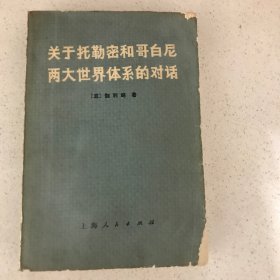 关于托勒密和哥白尼
两大世界体系的对话
〔意〕伽利略 著
上海人民出版社